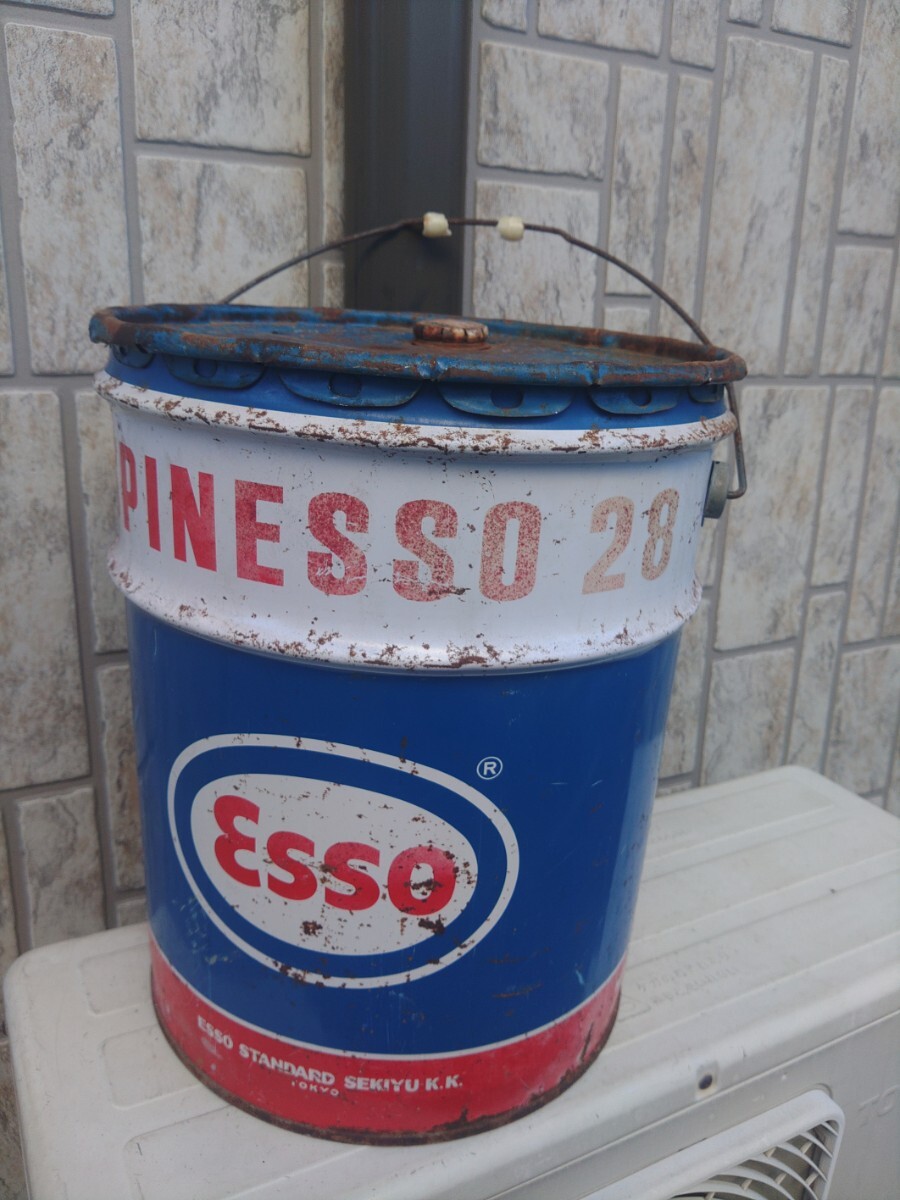 PINESSO 28
®
Esso
ESSO STANDARD SEKIYU K.K.
TOKYO